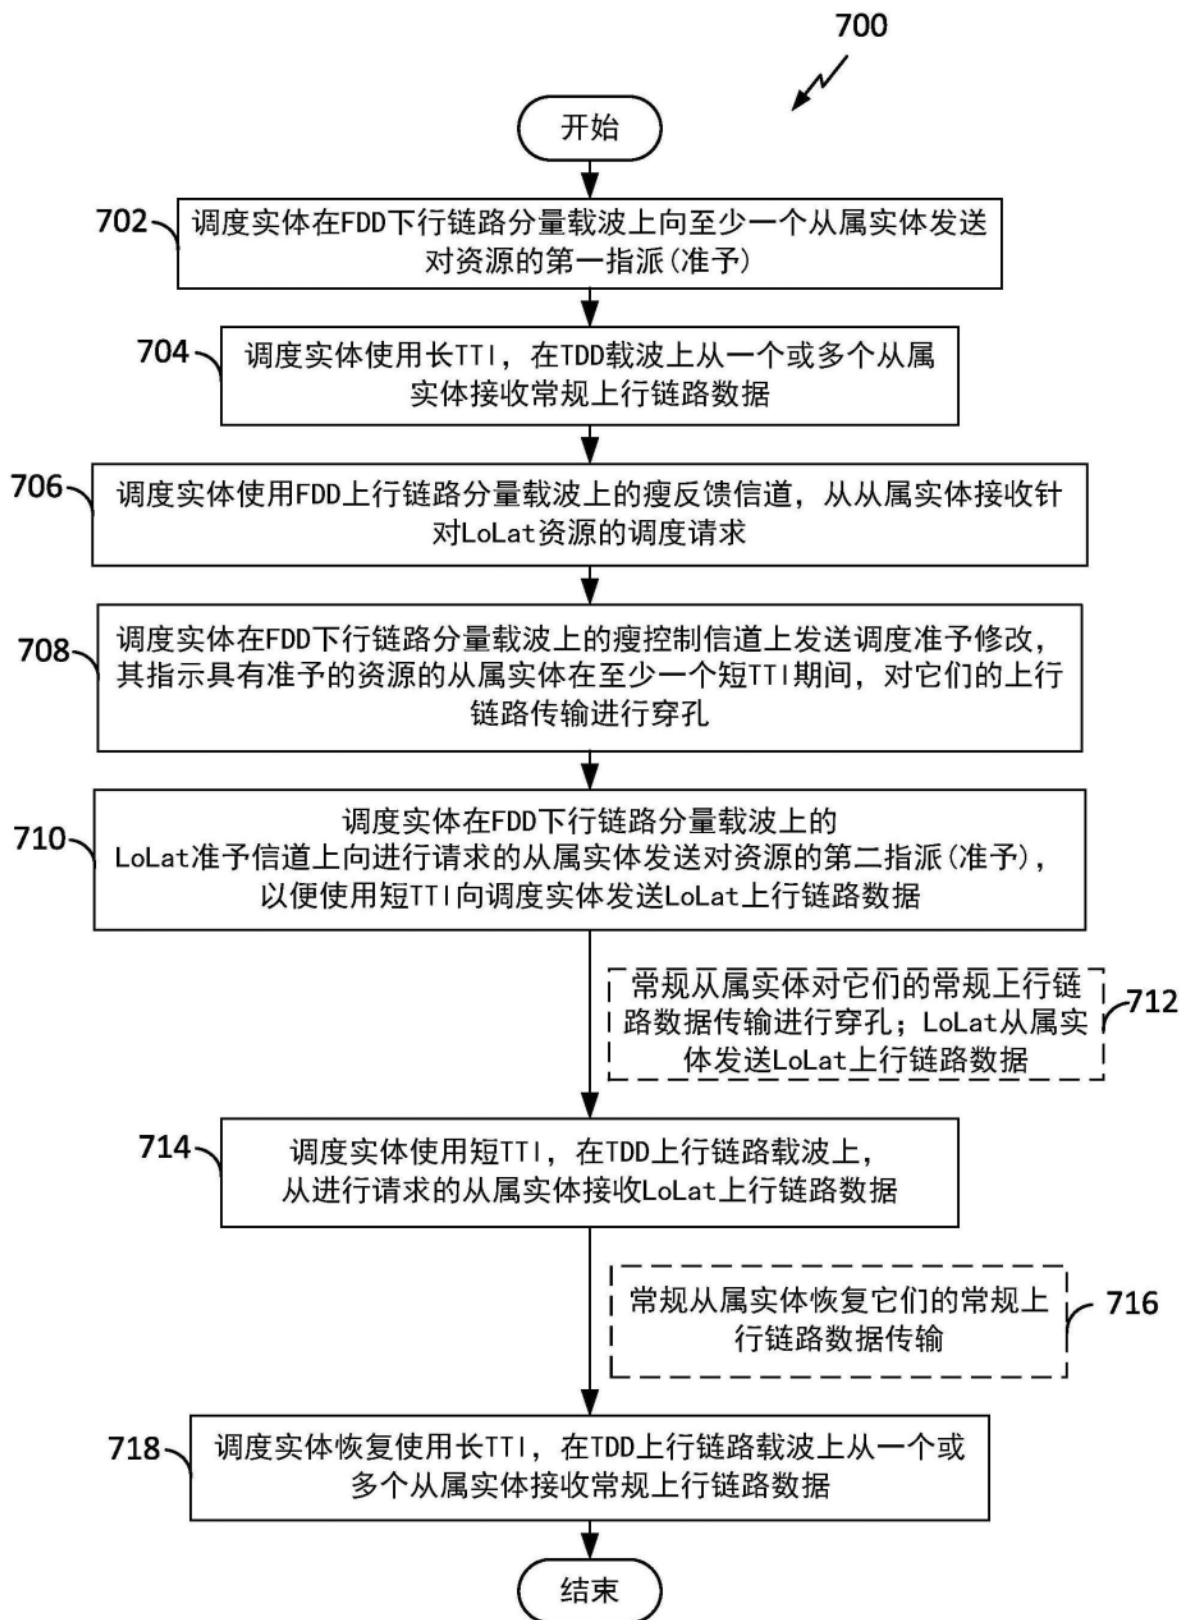 700
开始
702
调度实体在FDD下行链路分量载波上向至少一个从属实体发送
对资源的第一指派(准予)
704
调度实体使用长TTI，在TDD载波上从一个或多个从属
实体接收常规上行链路数据
706
调度实体使用FDD上行链路分量载波上的瘦反馈信道，从从属实体接收针
对LoLat资源的调度请求
708
调度实体在FDD下行链路分量载波上的瘦控制信道上发送调度准予修改，
其指示具有准予的资源的从属实体在至少一个短TTI期间，对它们的上行
链路传输进行穿孔
710
调度实体在FDD下行链路分量载波上的
LoLat准予信道上向进行请求的从属实体发送对资源的第二指派(准予)，
以便使用短TTI向调度实体发送LoLat上行链路数据
常规从属实体对它们的常规上行链
路数据传输进行穿孔；LoLat从属实
体发送LoLat上行链路数据
712
714
调度实体使用短TTI，在TDD上行链路载波上，
从进行请求的从属实体接收LoLat上行链路数据
常规从属实体恢复它们的常规上
行链路数据传输
716
718
调度实体恢复使用长TTI，在TDD上行链路载波上从一个或
多个从属实体接收常规上行链路数据
结束